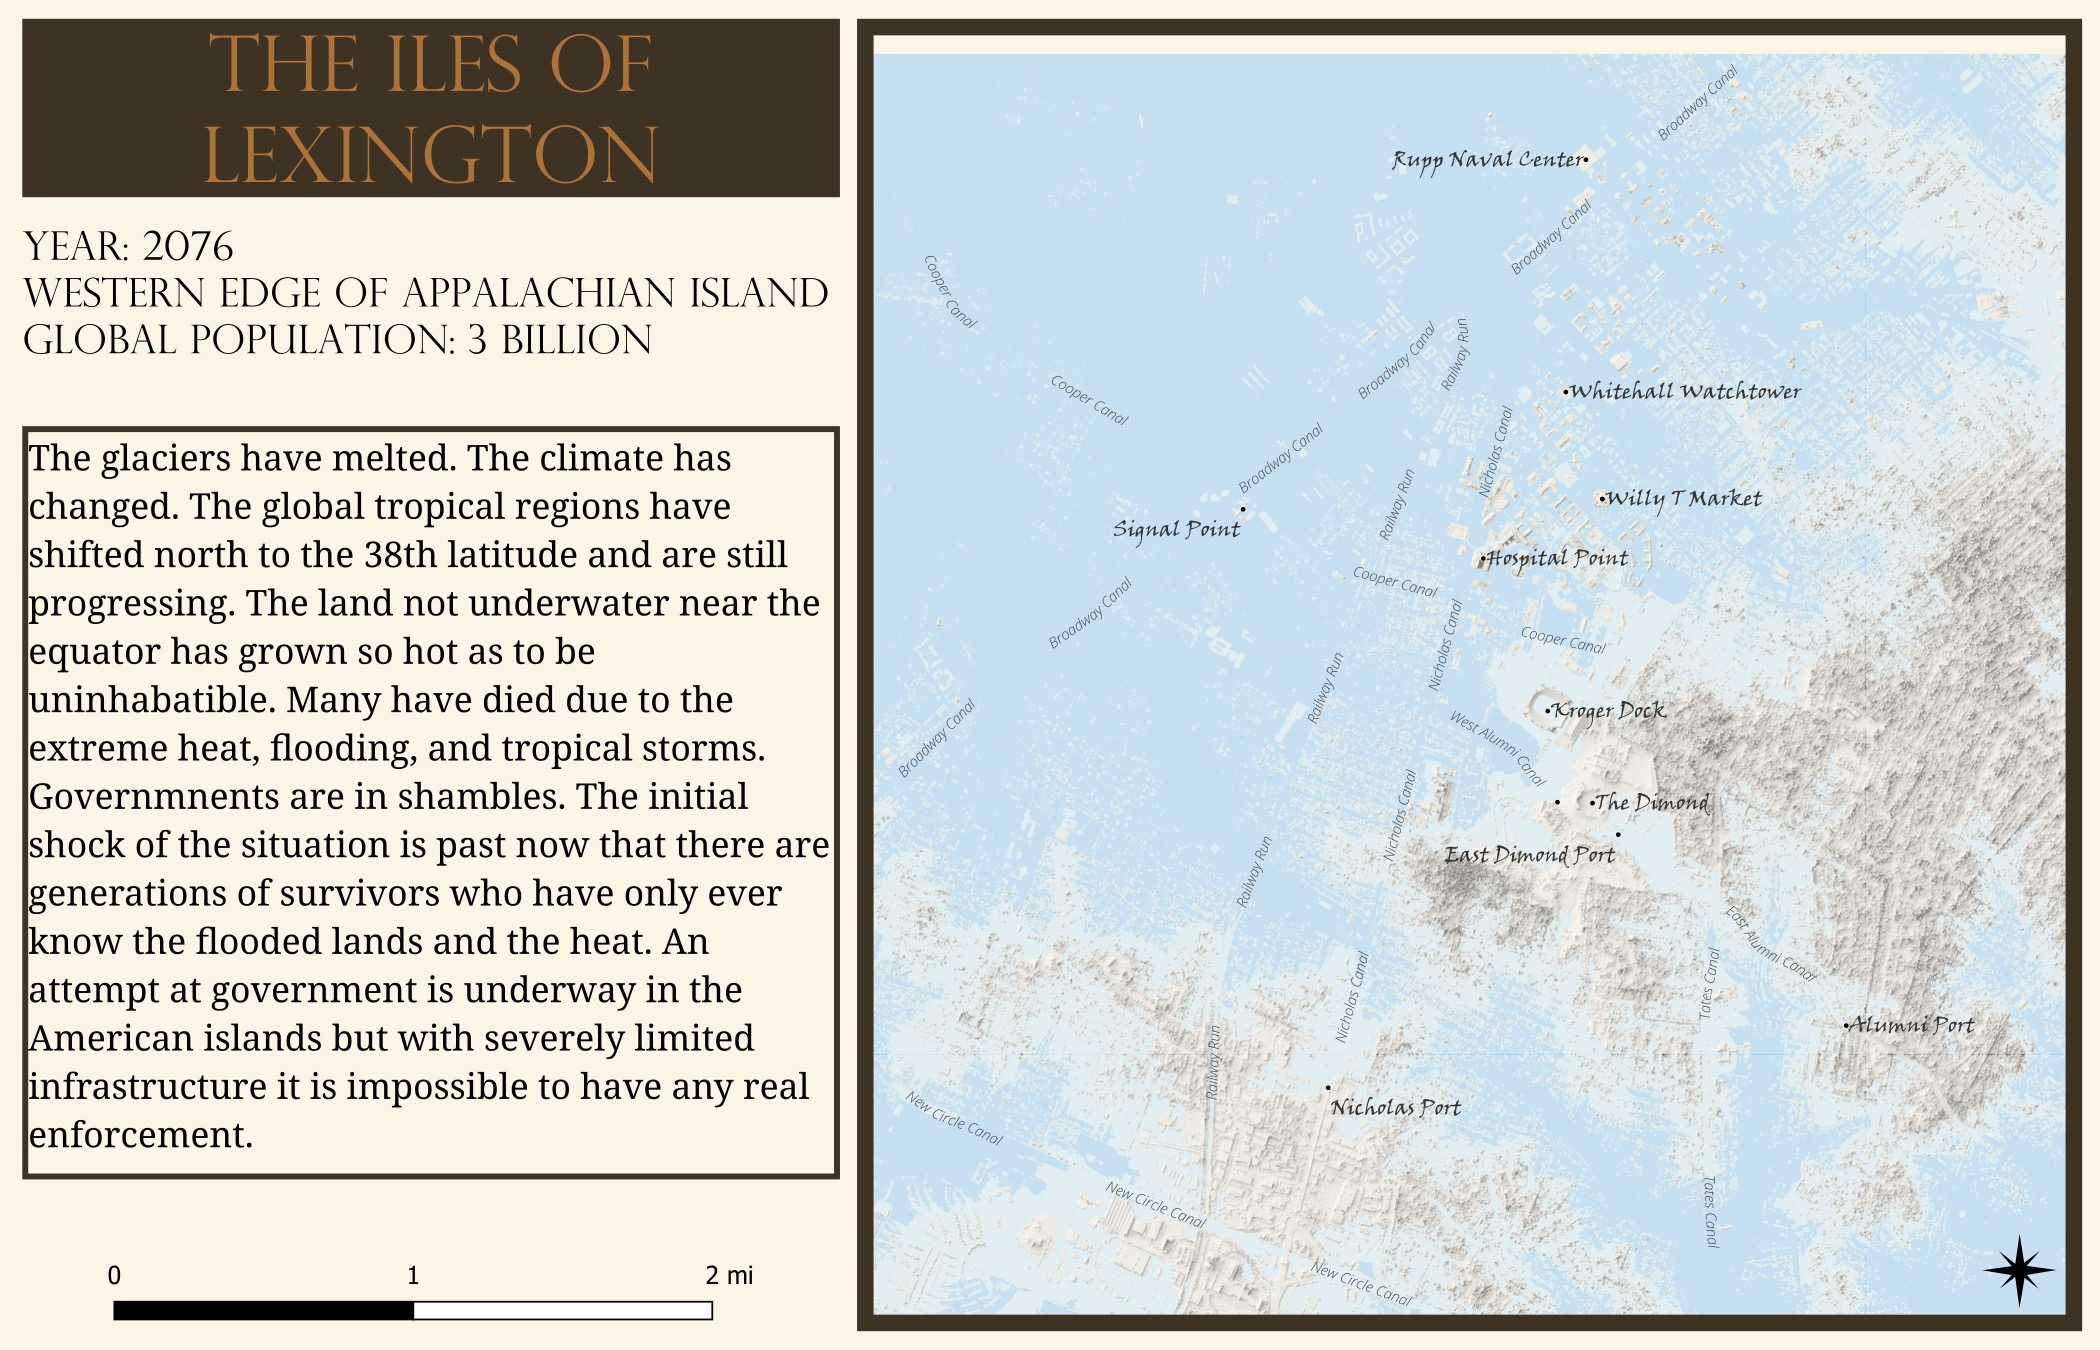 THE ILES OF
LEXINGTON
YEAR: 2076
WESTERN EDGE OF APPALACHIAN ISLAND
GLOBAL POPULATION: 3 BILLION
The glaciers have melted. The climate has
changed. The global tropical regions have
shifted north to the 38th latitude and are still
progressing. The land not underwater near the
equator has grown so hot as to be
uninhabatible. Many have died due to the
extreme heat, flooding, and tropical storms.
Governmnents are in shambles. The initial
shock of the situation is past now that there are
generations of survivors who have only ever
know the flooded lands and the heat. An
attempt at government is underway in the
American islands but with severely limited
infrastructure it is impossible to have any real
enforcement.
0 1 2 mi
Broadway Canal
Rupp Naval Center
Broadway Canal
Cooper Canal
Broadway Canal
Railway Run
Cooper Canal
Whitehall Watchtower
Broadway Canal
Nicholas Canal
Railway Run
Willy T Market
Signal Point
Hospital Point
Cooper Canal
Broadway Canal
Nicholas Canal
Cooper Canal
Railway Run
Broadway Canal
Kroger Dock
West Alumni Canal
The Dimond
Nicholas Canal
East Dimond Port
Railway Run
East Alumni Canal
Tates Canal
Nicholas Canal
Alumni Port
Railway Run
Nicholas Port
New Circle Canal
New Circle Canal
Tates Canal
New Circle Canal